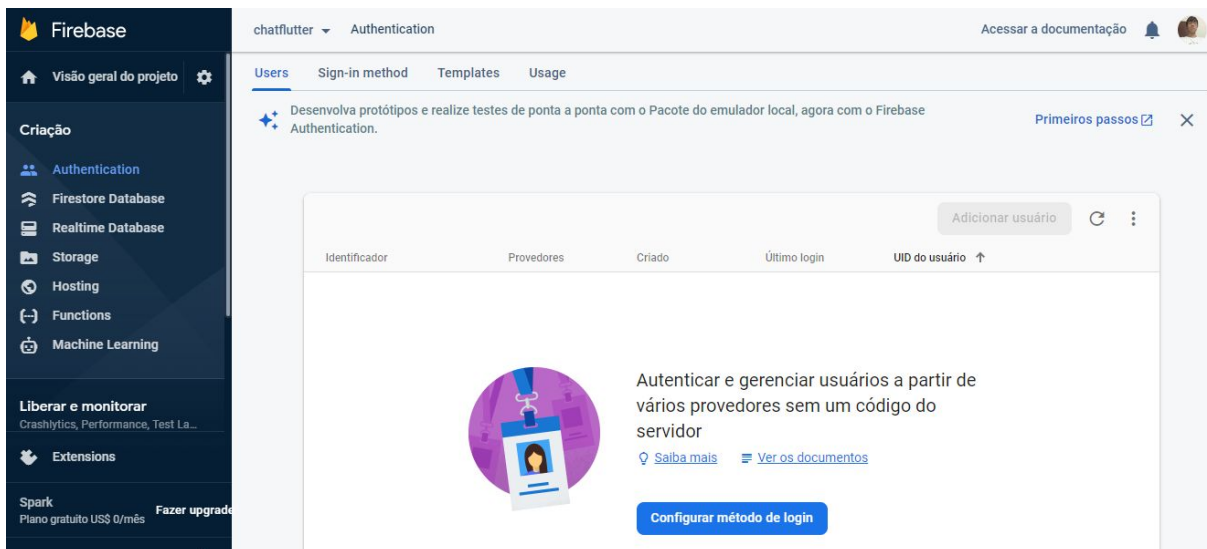 Firebase
Visão geral do projeto
Criação
Authentication
Firestore Database
Realtime Database
Storage
Hosting
Functions
Machine Learning
Liberar e monitorar
Crashlytics, Performance, Test La...
Extensions
Spark
Plano gratuito US$ 0/mês
Fazer upgrade
chatflutter Authentication
Acessar a documentação
Users Sign-in method Templates Usage
Desenvolva protótipos e realize testes de ponta a ponta com o Pacote do emulador local, agora com o Firebase
Authentication.
Primeiros passos
Adicionar usuário
Identificador Provedores Criado Último login UID do usuário
Autenticar e gerenciar usuários a partir de
vários provedores sem um código do
servidor
Saiba mais Ver os documentos
Configurar método de login